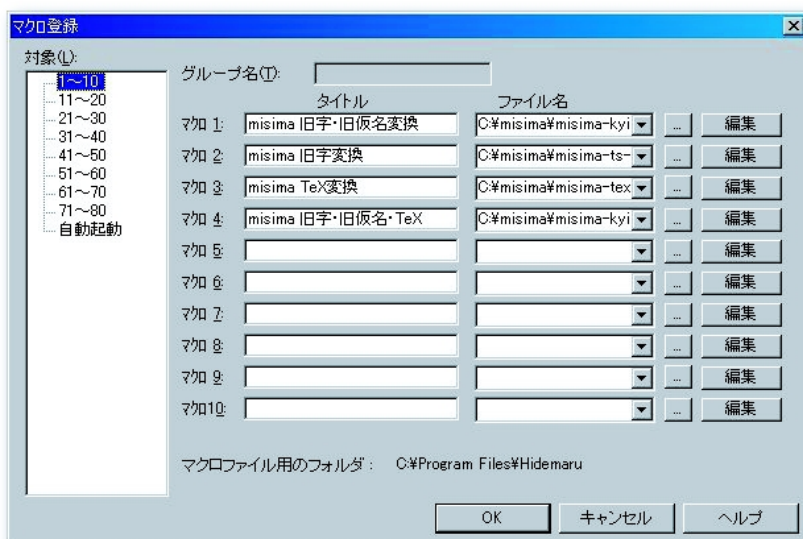 マクロ登録
対象(L):
1～10
11～20
21～30
31～40
41～50
51～60
61～70
71～80
自動起動
グループ名(T):
タイトル ファイル名
マクロ 1: misima 旧字・旧仮名変換 C:¥misima¥misima-kyi ... 編集
マクロ 2: misima 旧字変換 C:¥misima¥misima-ts- ... 編集
マクロ 3: misima TeX変換 C:¥misima¥misima-tex ... 編集
マクロ 4: misima 旧字・旧仮名・TeX C:¥misima¥misima-kyi ... 編集
マクロ 5: ... 編集
マクロ 6: ... 編集
マクロ 7: ... 編集
マクロ 8: ... 編集
マクロ 9: ... 編集
マクロ10: ... 編集
マクロファイル用のフォルダ： C:¥Program Files¥Hidemaru
OK キャンセル ヘルプ